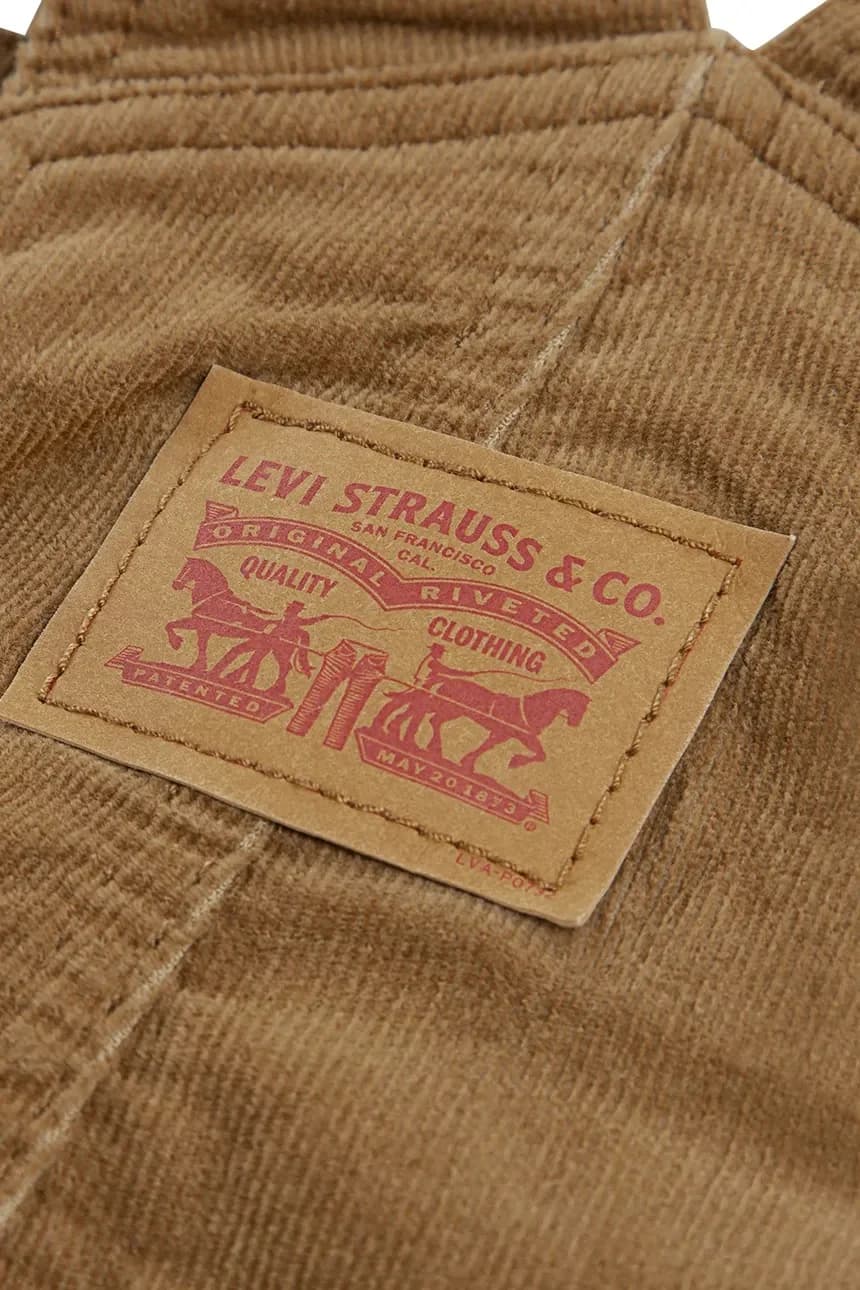 LEVI STRAUSS & CO.
SAN FRANCISCO
CAL.
ORIGINAL RIVETED
QUALITY
CLOTHING
PATENTED
MAY 20 1873
®